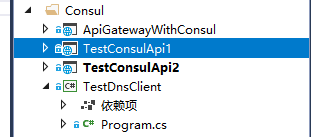 Consul
ApiGatewayWithConsul
TestConsulApi1
TestConsulApi2
C# TestDnsClient
依赖项
C# Program.cs